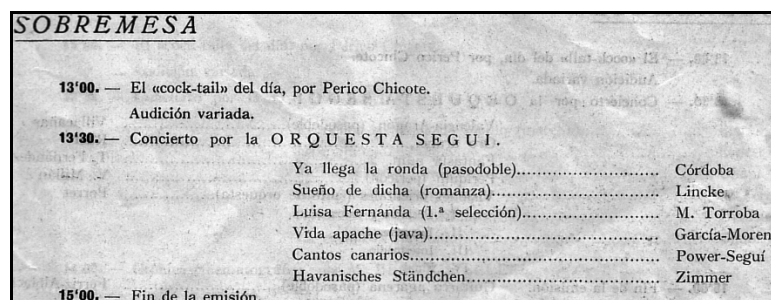 SOBREMESA
13'00. — El «cock-tail» del día, por Perico Chicote.
Audición variada.
13'30. — Concierto por la ORQUESTA SEGUI.
Ya llega la ronda (pasodoble)........................... Córdoba
Sueño de dicha (romanza)................................ Lincke
Luisa Fernanda (1.ª selección).......................... M. Torroba
Vida apache (java)...................................... García-Moren
Cantos canarios......................................... Power-Seguí
Havanisches Ständchen................................... Zimmer
15'00. — Fin de la emisión.